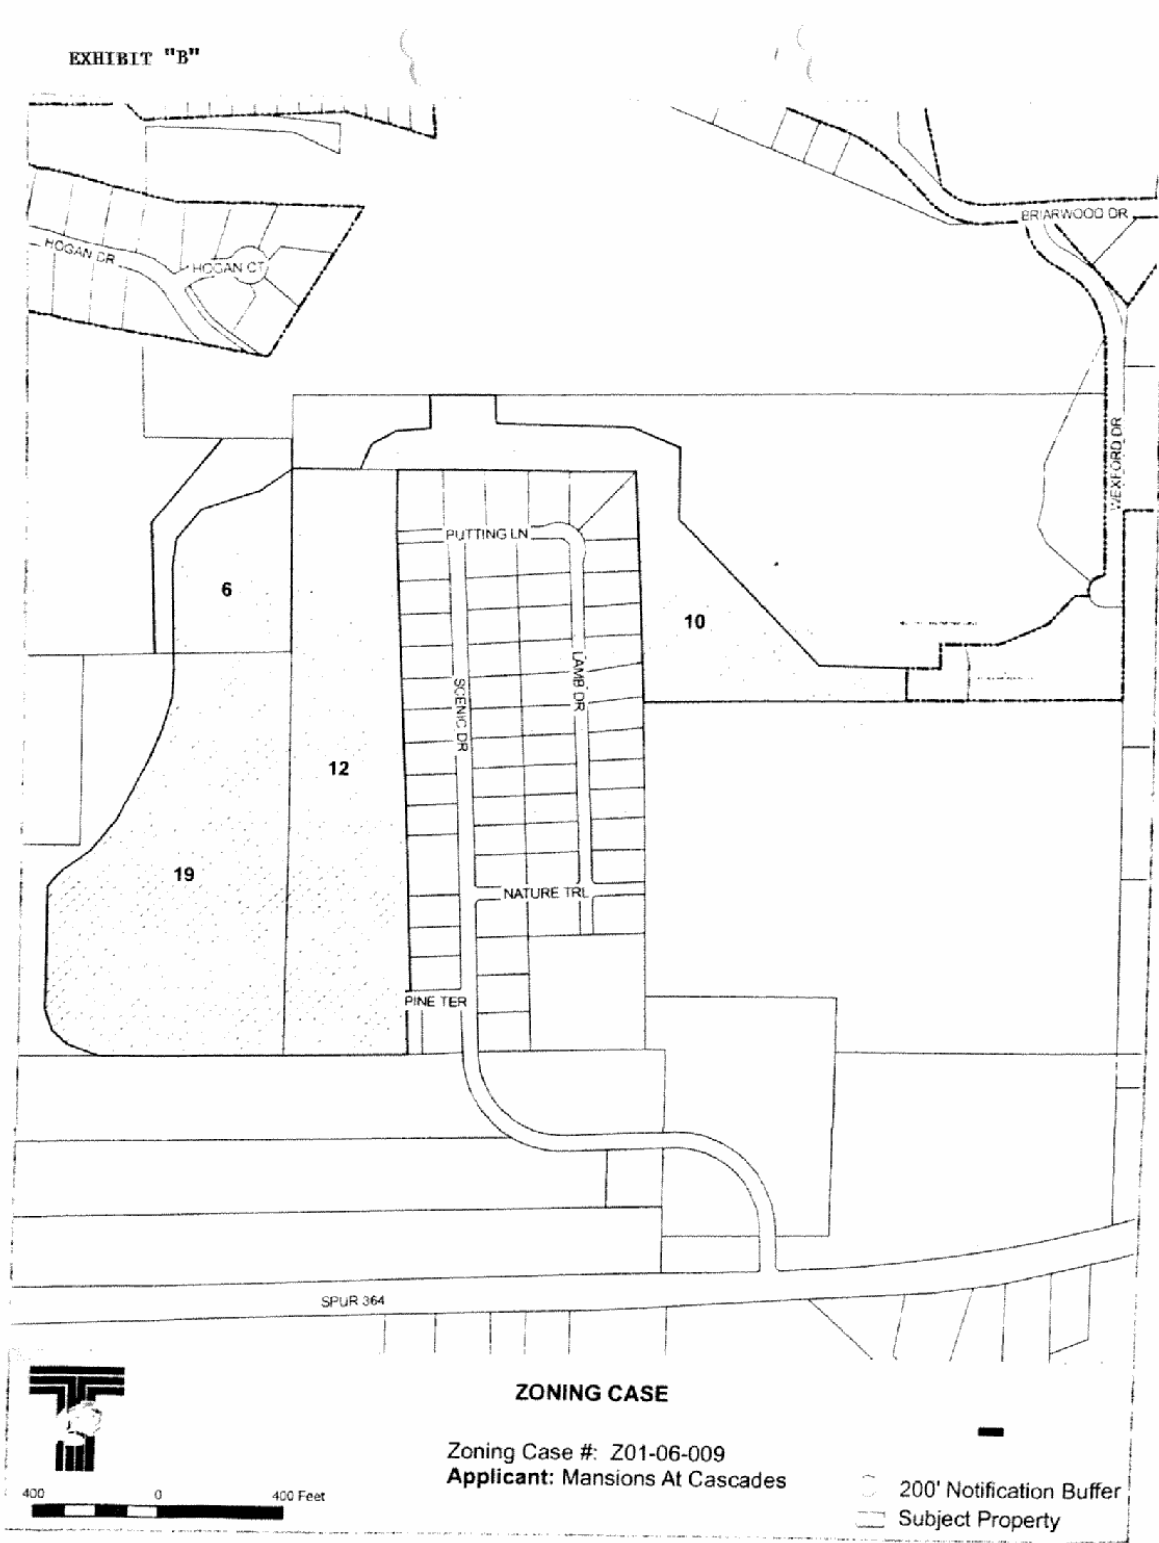 EXHIBIT "B"
BRIARWOOD DR
HOGAN DR
HOGAN CT
WEXFORD DR
PUTTING LN
6
10
LAMB DR
SCENIC DR
12
19
NATURE TRL
PINE TER
SPUR 364
ZONING CASE
Zoning Case #: Z01-06-009
Applicant: Mansions At Cascades
400 0 400 Feet
200' Notification Buffer
Subject Property